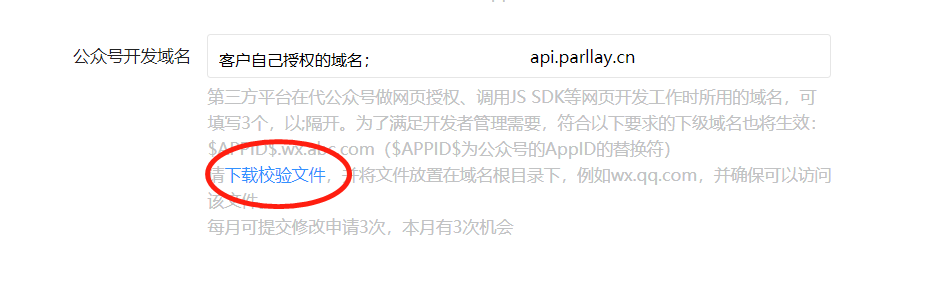 公众号开发域名
客户自己授权的域名；
api.parllay.cn
第三方平台在代公众号做网页授权、调用JS SDK等网页开发工作时所用的域名，可
填写3个，以;隔开。为了满足开发者管理需要，符合以下要求的下级域名也将生效：
$APPID$.wx.abc.com（$APPID$为公众号的AppID的替换符）
请下载校验文件，并将文件放置在域名根目录下，例如wx.qq.com，并确保可以访问
该文件。
每月可提交修改申请3次，本月有3次机会